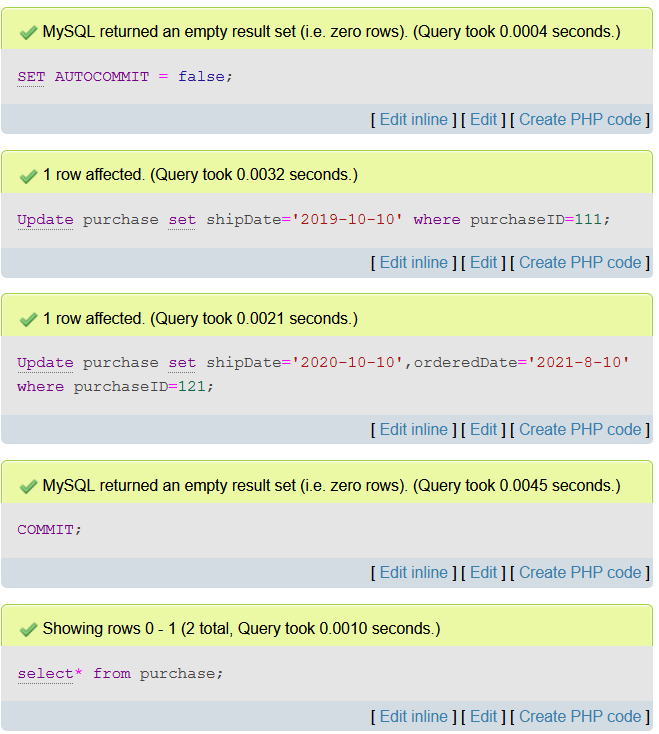 MySQL returned an empty result set (i.e. zero rows). (Query took 0.0004 seconds.)
SET AUTOCOMMIT = false;
[ Edit inline ] [ Edit ] [ Create PHP code ]
1 row affected. (Query took 0.0032 seconds.)
Update purchase set shipDate='2019-10-10' where purchaseID=111;
[ Edit inline ] [ Edit ] [ Create PHP code ]
1 row affected. (Query took 0.0021 seconds.)
Update purchase set shipDate='2020-10-10',orderedDate='2021-8-10'
where purchaseID=121;
[ Edit inline ] [ Edit ] [ Create PHP code ]
MySQL returned an empty result set (i.e. zero rows). (Query took 0.0045 seconds.)
COMMIT;
[ Edit inline ] [ Edit ] [ Create PHP code ]
Showing rows 0 - 1 (2 total, Query took 0.0010 seconds.)
select* from purchase;
[ Edit inline ] [ Edit ] [ Create PHP code ]